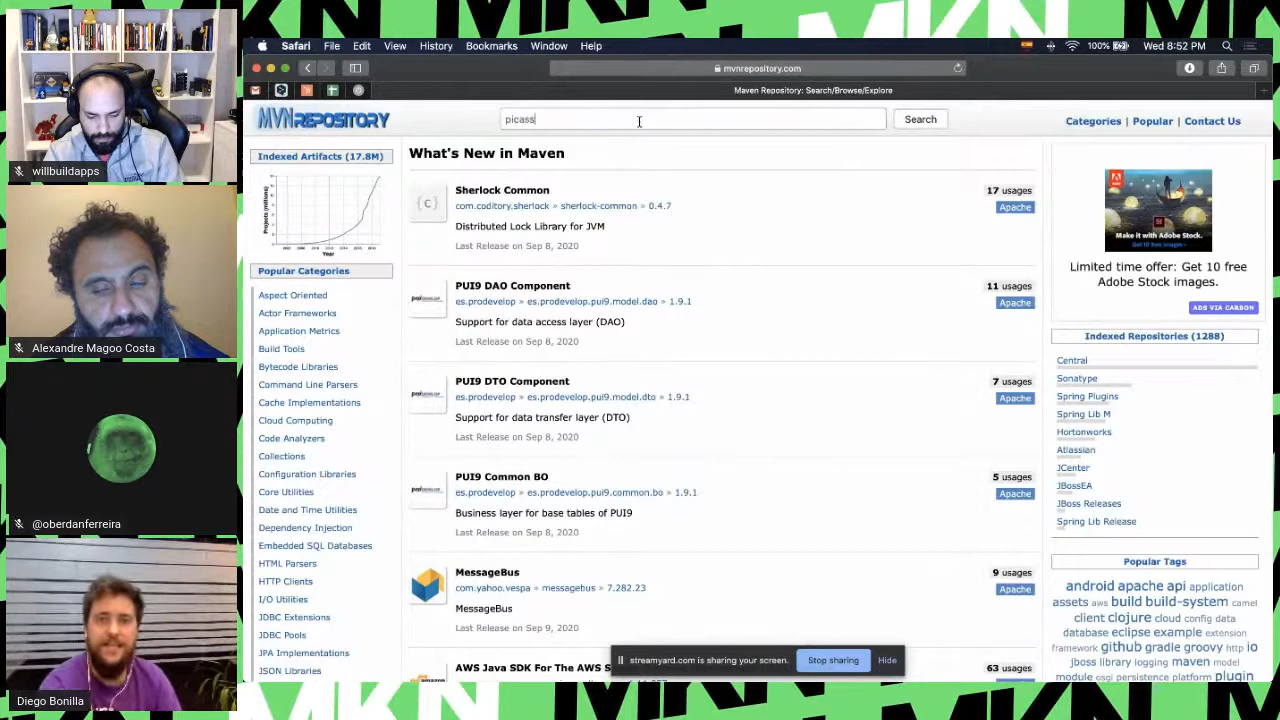 willbuildapps
Alexandre Magoo Costa
@oberdanferreira
Diego Bonilla
Safari File Edit View History Bookmarks Window Help
100% Wed 8:52 PM
mvnrepository.com
Maven Repository: Search/Browse/Explore
MVNREPOSITORY
picass
Search
Categories | Popular | Contact Us
Indexed Artifacts (17.8M)
Projects (millions)
Year
Popular Categories
Aspect Oriented
Actor Frameworks
Application Metrics
Build Tools
Bytecode Libraries
Command Line Parsers
Cache Implementations
Cloud Computing
Code Analyzers
Collections
Configuration Libraries
Core Utilities
Date and Time Utilities
Dependency Injection
Embedded SQL Databases
HTML Parsers
HTTP Clients
I/O Utilities
JDBC Extensions
JDBC Pools
JPA Implementations
JSON Libraries
What's New in Maven
Sherlock Common
17 usages
com.coditory.sherlock » sherlock-common » 0.4.7
Apache
Distributed Lock Library for JVM
Last Release on Sep 8, 2020
PUI9 DAO Component
11 usages
es.prodevelop » es.prodevelop.pui9.model.dao » 1.9.1
Apache
Support for data access layer (DAO)
Last Release on Sep 8, 2020
PUI9 DTO Component
7 usages
es.prodevelop » es.prodevelop.pui9.model.dto » 1.9.1
Apache
Support for data transfer layer (DTO)
Last Release on Sep 8, 2020
PUI9 Common BO
5 usages
es.prodevelop » es.prodevelop.pui9.common.bo » 1.9.1
Apache
Business layer for base tables of PUI9
Last Release on Sep 8, 2020
MessageBus
9 usages
com.yahoo.vespa » messagebus » 7.282.23
Apache
MessageBus
Last Release on Sep 9, 2020
AWS Java SDK For The AWS S
63 usages
streamyard.com is sharing your screen.
Stop sharing
Hide
Make it with Adobe Stock.
Get 10 free images ›
Limited time offer: Get 10 free
Adobe Stock images.
ADS VIA CARBON
Indexed Repositories (1288)
Central
Sonatype
Spring Plugins
Spring Lib M
Hortonworks
Atlassian
JCenter
JBossEA
JBoss Releases
Spring Lib Release
Popular Tags
android apache api application
assets aws build build-system camel
client clojure cloud config data
database eclipse example extension
framework github gradle groovy http io
jboss library logging maven model
module osgi persistence platform plugin